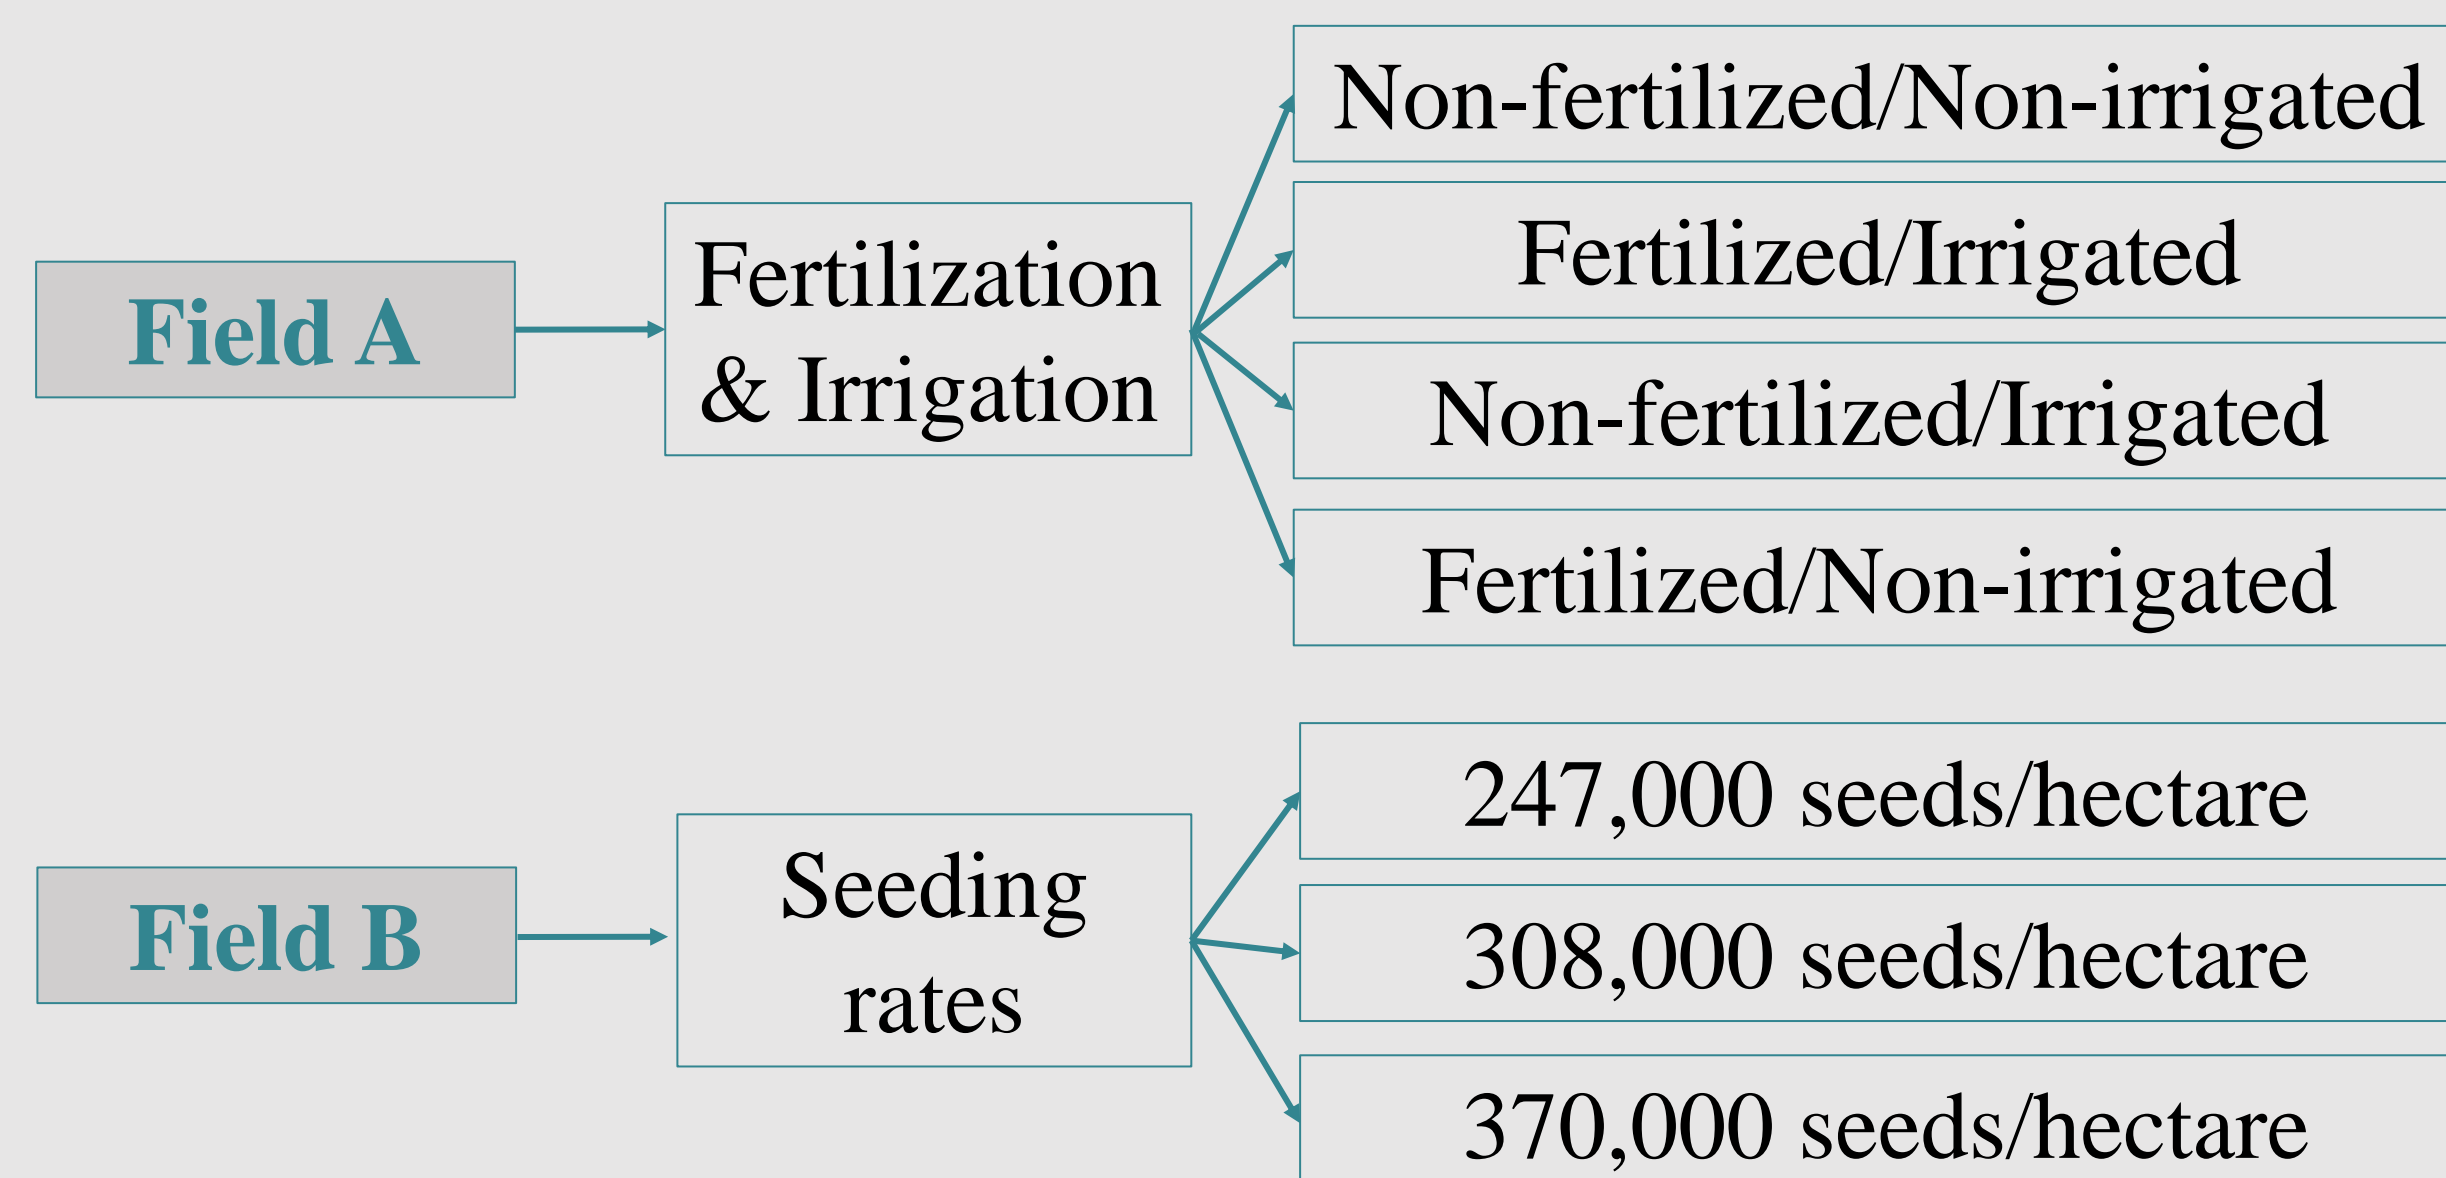 Field A
Fertilization
& Irrigation
Non-fertilized/Non-irrigated
Fertilized/Irrigated
Non-fertilized/Irrigated
Fertilized/Non-irrigated
Field B
Seeding
rates
247,000 seeds/hectare
308,000 seeds/hectare
370,000 seeds/hectare